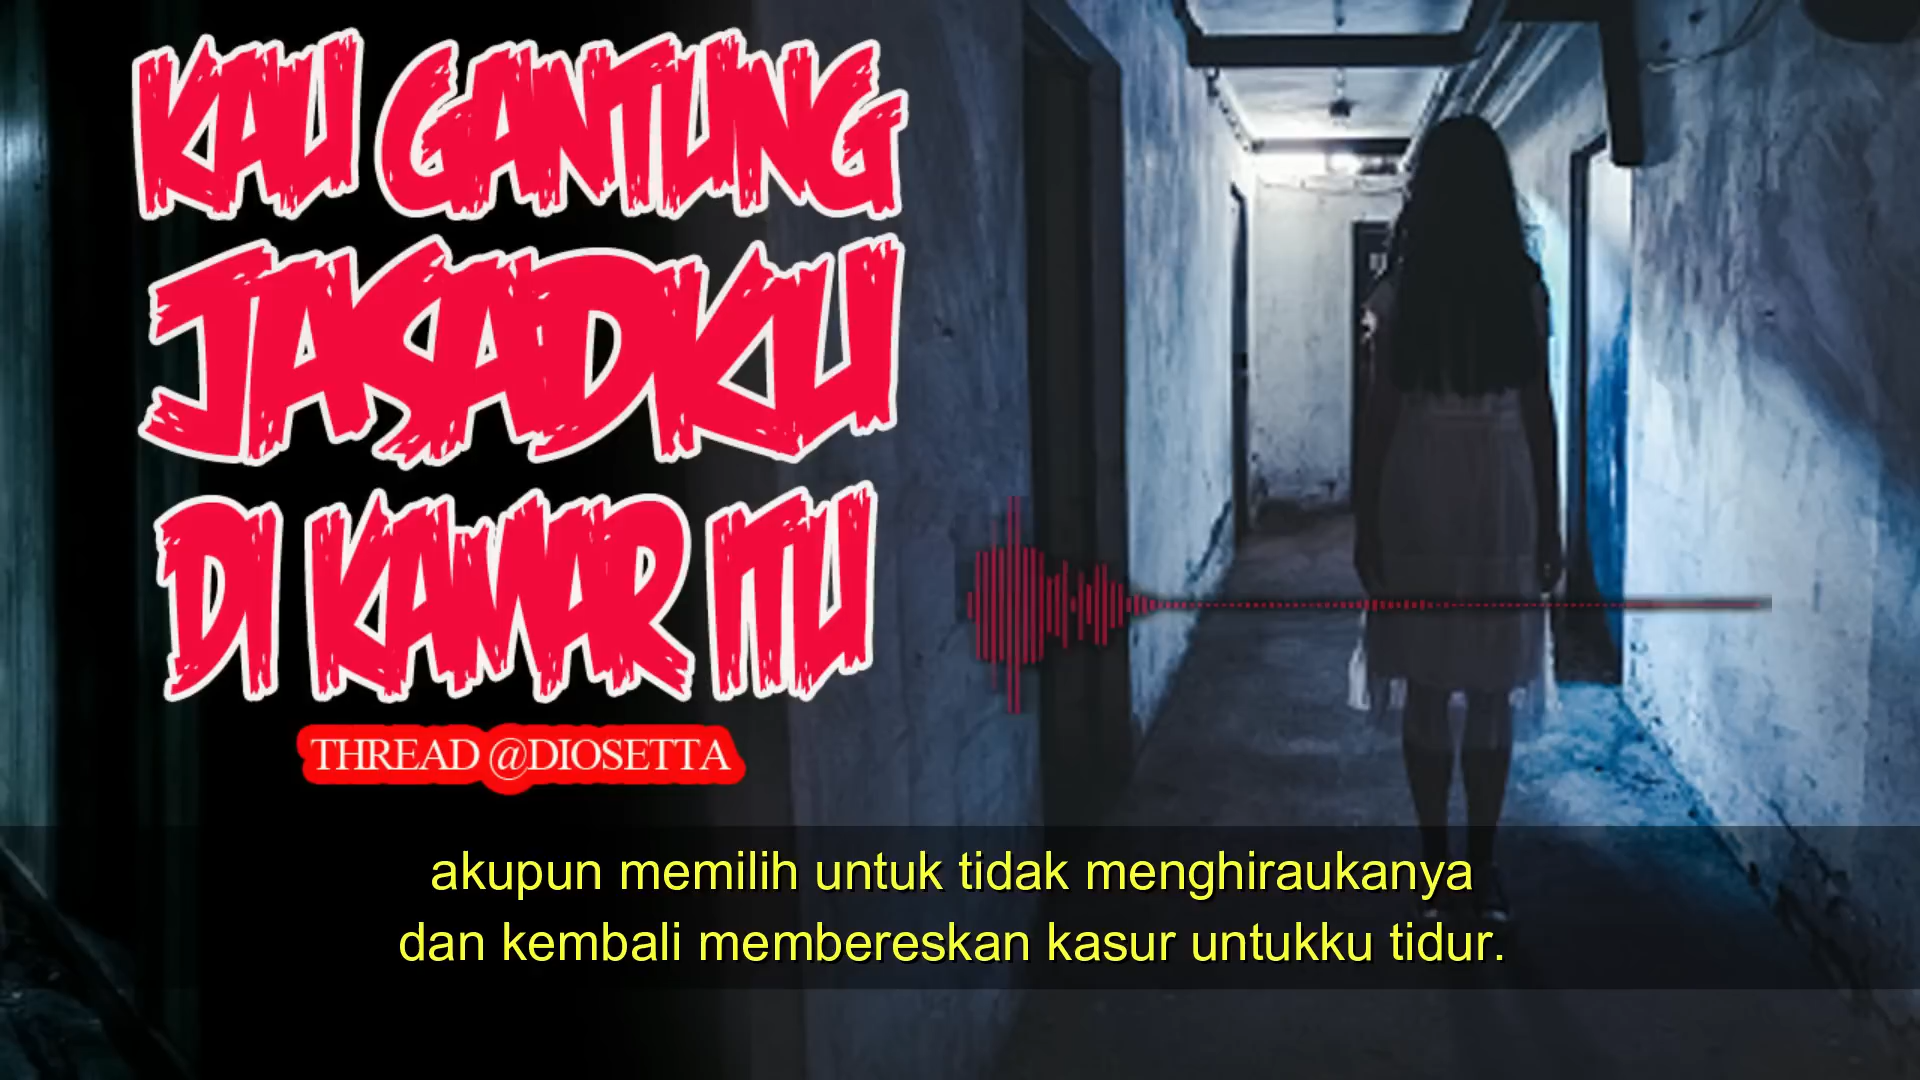 KAU GANTUNG
JASADKU
DI KAMAR ITU
THREAD @DIOSETTA
akupun memilih untuk tidak menghiraukanya
dan kembali membereskan kasur untukku tidur.